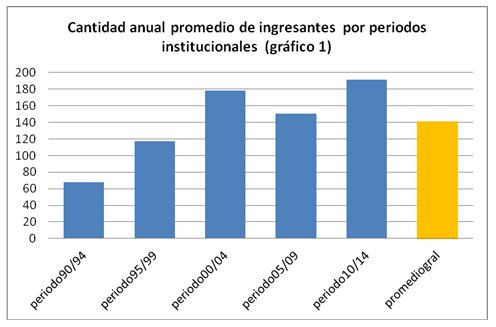 Cantidad anual promedio de ingresantes por periodos
institucionales (gráfico 1)
200
180
160
140
120
100
80
60
40
20
0
periodo90/94
periodo95/99
periodo00/04
periodo05/09
periodo10/14
promediogral